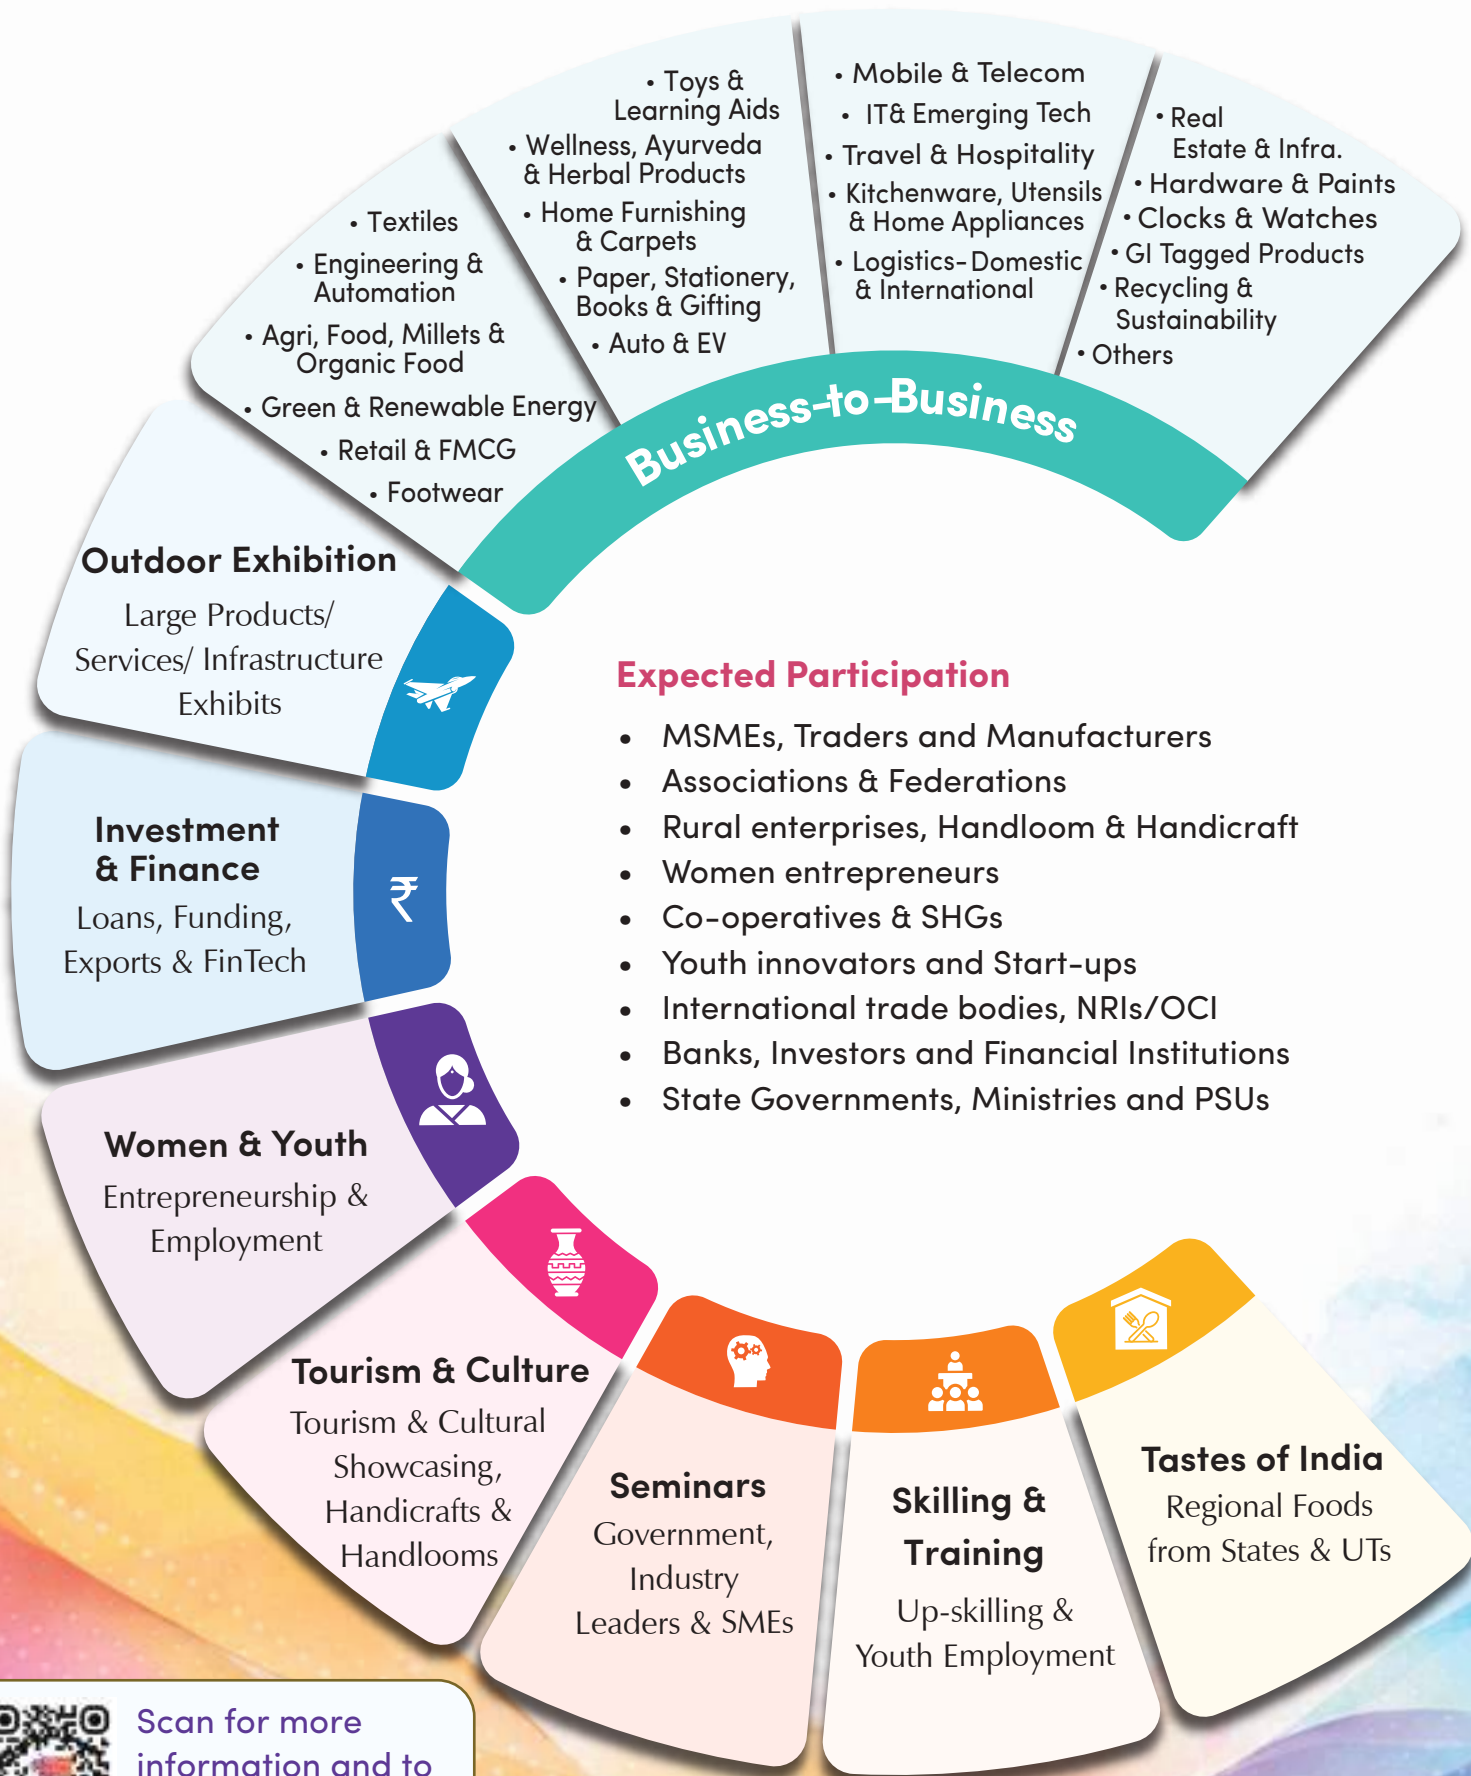 • Textiles
• Engineering &
Automation
• Agri, Food, Millets &
Organic Food
• Green & Renewable Energy
• Retail & FMCG
• Footwear
• Toys &
Learning Aids
• Wellness, Ayurveda
& Herbal Products
• Home Furnishing
& Carpets
• Paper, Stationery,
Books & Gifting
• Auto & EV
• Mobile & Telecom
• IT& Emerging Tech
• Travel & Hospitality
• Kitchenware, Utensils
& Home Appliances
• Logistics-Domestic
& International
• Real
Estate & Infra.
• Hardware & Paints
• Clocks & Watches
• GI Tagged Products
• Recycling &
Sustainability
• Others
Business-to-Business
Outdoor Exhibition
Large Products/
Services/ Infrastructure
Exhibits
₹
Investment
& Finance
Loans, Funding,
Exports & FinTech
Women & Youth
Entrepreneurship &
Employment
Tourism & Culture
Tourism & Cultural
Showcasing,
Handicrafts &
Handlooms
Seminars
Government,
Industry
Leaders & SMEs
Skilling &
Training
Up-skilling &
Youth Employment
Tastes of India
Regional Foods
from States & UTs
Expected Participation
• MSMEs, Traders and Manufacturers
• Associations & Federations
• Rural enterprises, Handloom & Handicraft
• Women entrepreneurs
• Co-operatives & SHGs
• Youth innovators and Start-ups
• International trade bodies, NRIs/OCI
• Banks, Investors and Financial Institutions
• State Governments, Ministries and PSUs
Scan for more
information and to